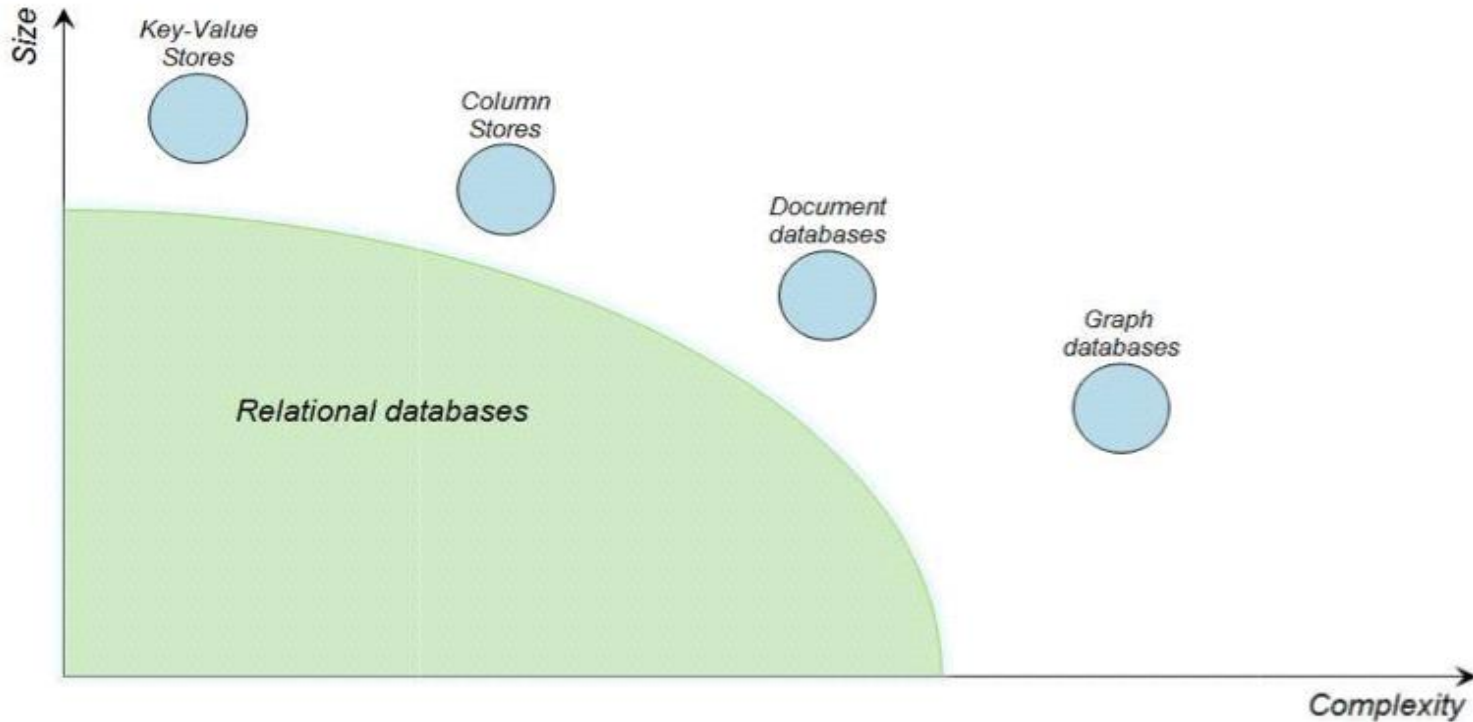 Size
Key-Value
Stores
Column
Stores
Document
databases
Graph
databases
Relational databases
Complexity